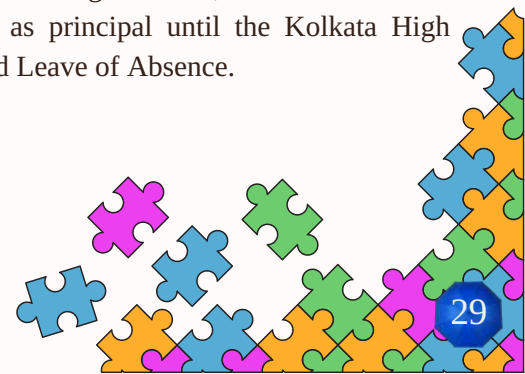 as principal until the Kolkata High
Leave of Absence.
29